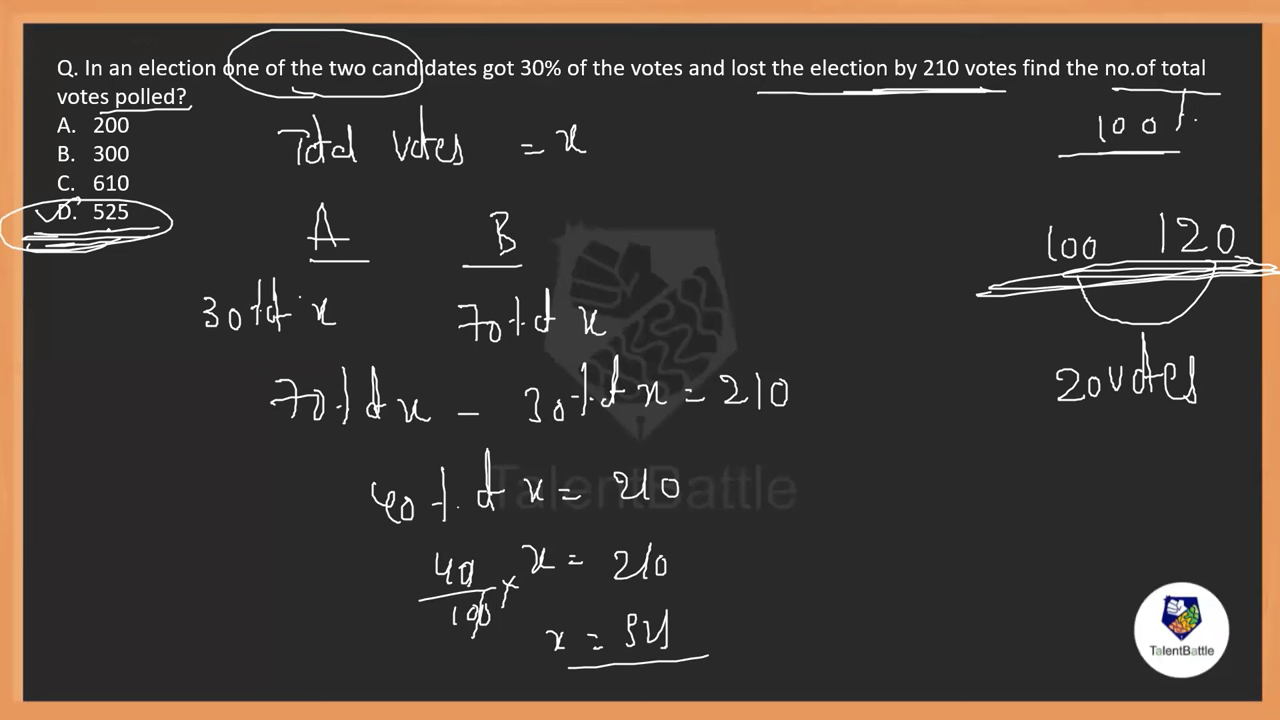 Q. In an election one of the two candidates got 30% of the votes and lost the election by 210 votes find the no.of total
votes polled?
A. 200
B. 300
C. 610
D. 525
Total votes = x
100%
A B
100 120
30% of x 70% of x
20 votes
70% of x - 30% of x = 210
40% of x = 210
40/100 × x = 210
x = 525
TalentBattle
TalentBattle